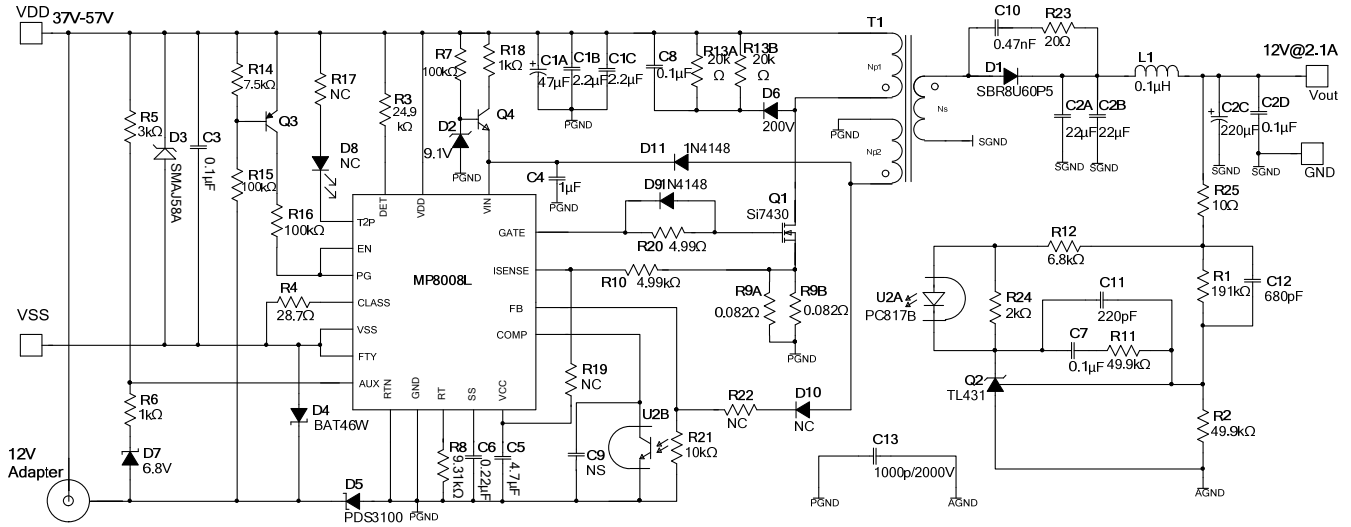 VDD
37V-57V
R14
7.5kΩ
R17
NC
R5
3kΩ
D3
SMAJ58A
C3
0.1μF
Q3
R3
24.9
kΩ
R7
100kΩ
R18
1kΩ
D2
9.1V
PGND
Q4
C1A
47μF
C1B
2.2μF
C1C
2.2μF
PGND
C8
0.1μF
R13A
20k
Ω
R13B
20k
Ω
D6
200V
T1
Np1
Np2
Ns
PGND
C10
0.47nF
R23
20Ω
D1
SBR8U60P5
SGND
C2A
22μF
C2B
22μF
SGND
SGND
L1
0.1μH
12V@2.1A
Vout
C2C
220μF
C2D
0.1μF
SGND
SGND
GND
D8
NC
D11
1N4148
C4
1μF
PGND
D9
1N4148
R20
4.99Ω
Q1
Si7430
R15
100kΩ
R16
100kΩ
R4
28.7Ω
MP8008L
DET
VDD
VIN
T2P
EN
PG
CLASS
VSS
FTY
AUX
GATE
ISENSE
FB
COMP
RTN
GND
RT
SS
VCC
R10
4.99kΩ
R9A
0.082Ω
R9B
0.082Ω
PGND
R25
10Ω
R12
6.8kΩ
U2A
PC817B
R24
2kΩ
C11
220pF
C7
0.1μF
R11
49.9kΩ
R1
191kΩ
C12
680pF
Q2
TL431
R2
49.9kΩ
AGND
VSS
R6
1kΩ
D7
6.8V
D4
BAT46W
12V
Adapter
D5
PDS3100
PGND
R8
9.31kΩ
C6
0.22μF
C5
4.7μF
R19
NC
C9
NS
U2B
R21
10kΩ
R22
NC
D10
NC
C13
1000p/2000V
PGND
AGND